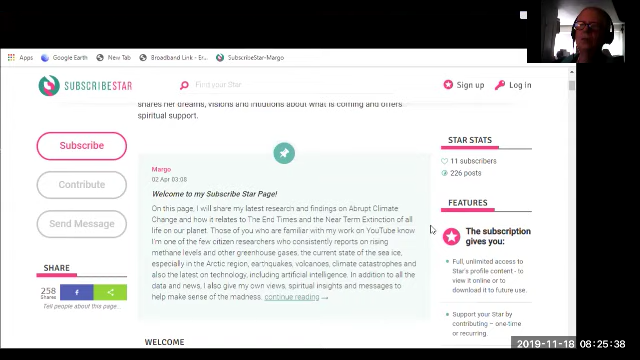 Apps
Google Earth
New Tab
Broadband Link - Er...
SubscribeStar-Margo
SUBSCRIBESTAR
Find your Star
Sign up
Log In
shares her dreams, visions and intuitions about what is coming and offers
spiritual support.
Subscribe
Contribute
Send Message
SHARE
258
Shares
Tell people about this page...
Margo
02 Apr 03:08
Welcome to my Subscribe Star Page!
On this page, I will share my latest research and findings on Abrupt Climate
Change and how it relates to The End Times and the Near Term Extinction of all
life on our planet. Those of you who are familiar with my work on YouTube know
I'm one of the few citizen researchers who consistently reports on rising
methane levels and other greenhouse gases, the current state of the sea ice,
especially in the Arctic region, earthquakes, volcanoes, climate catastrophes and
also the latest on technology, including artificial intelligence. In addition to all the
data and news, I also give my own views, spiritual insights and messages to
help make sense of the madness. continue reading →
WELCOME
STAR STATS
11 subscribers
226 posts
FEATURES
The subscription
gives you:
Full, unlimited access to
Star's profile content - to
view it online or to
download it to future use.
Support your Star by
contributing – one-time
or recurring.
2019-11-18 08:25:38